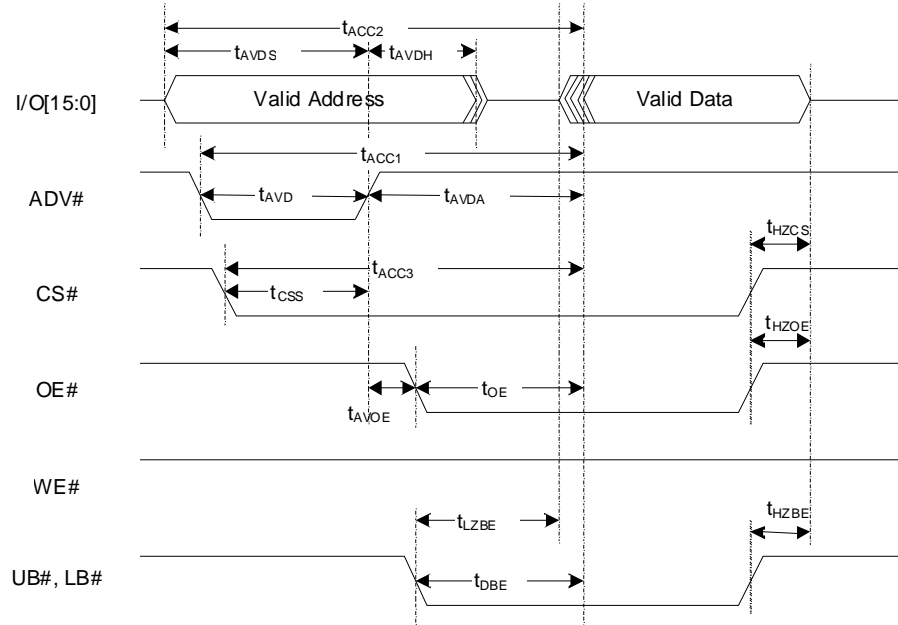 tACC2
tAVDS tAVDH
I/O[15:0] Valid Address Valid Data
tACC1
ADV# tAVD tAVDA
tHZCS
tACC3
CS# tCSS
tHZOE
OE# tOE
tAVOE
WE#
tHZBE
tLZBE
UB#, LB# tDBE